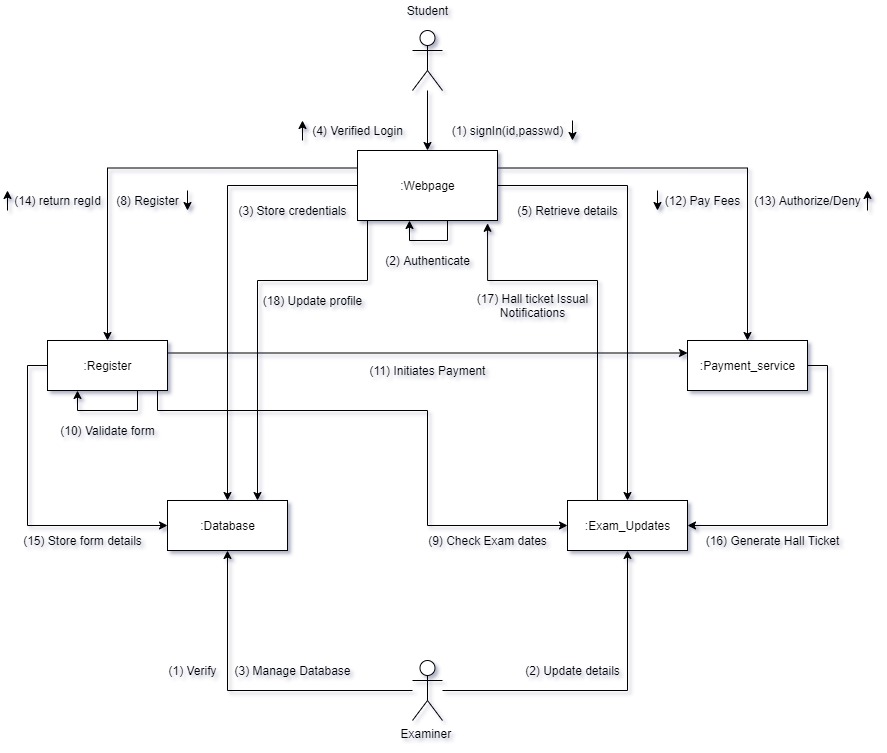 Student
(4) Verified Login
(1) signIn(id,passwd)
:Webpage
(14) return regId
(8) Register
(3) Store credentials
(5) Retrieve details
(12) Pay Fees
(13) Authorize/Deny
(2) Authenticate
(18) Update profile
(17) Hall ticket Issual
Notifications
:Register
(11) Initiates Payment
:Payment_service
(10) Validate form
:Database
:Exam_Updates
(15) Store form details
(9) Check Exam dates
(16) Generate Hall Ticket
(1) Verify
(3) Manage Database
(2) Update details
Examiner